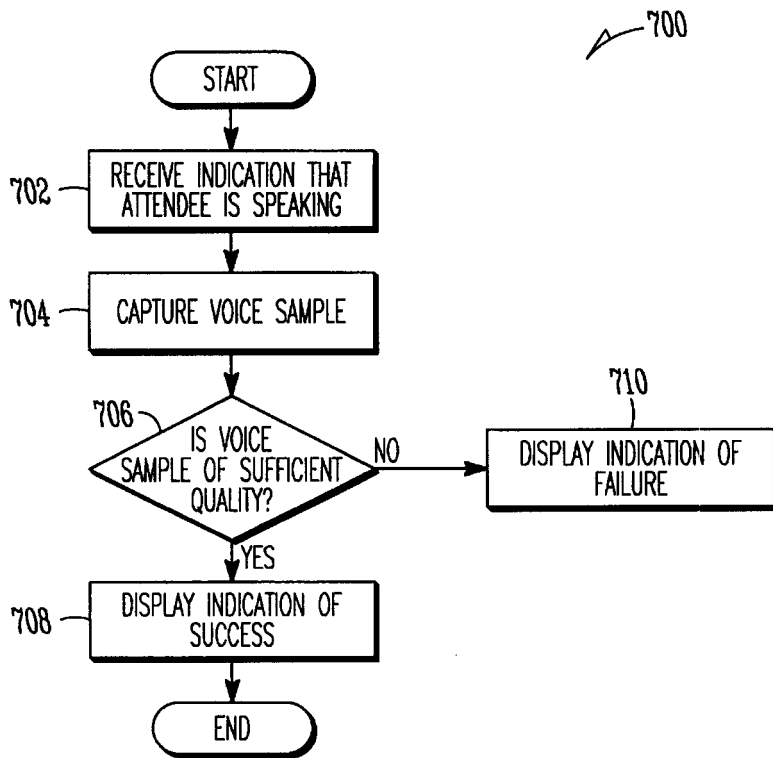 700
START
702
RECEIVE INDICATION THAT
ATTENDEE IS SPEAKING
704
CAPTURE VOICE SAMPLE
706
IS VOICE
SAMPLE OF SUFFICIENT
QUALITY?
NO
710
DISPLAY INDICATION OF
FAILURE
YES
708
DISPLAY INDICATION OF
SUCCESS
END